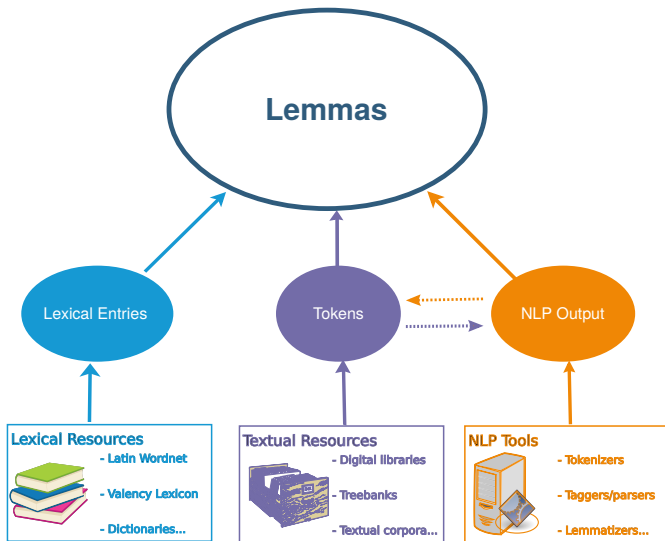 Lemmas
Lexical Entries
Tokens
NLP Output
Lexical Resources
- Latin Wordnet
- Valency Lexicon
- Dictionaries...
Textual Resources
- Digital libraries
- Treebanks
- Textual corpora...
NLP Tools
- Tokenizers
- Taggers/parsers
- Lemmatizers...